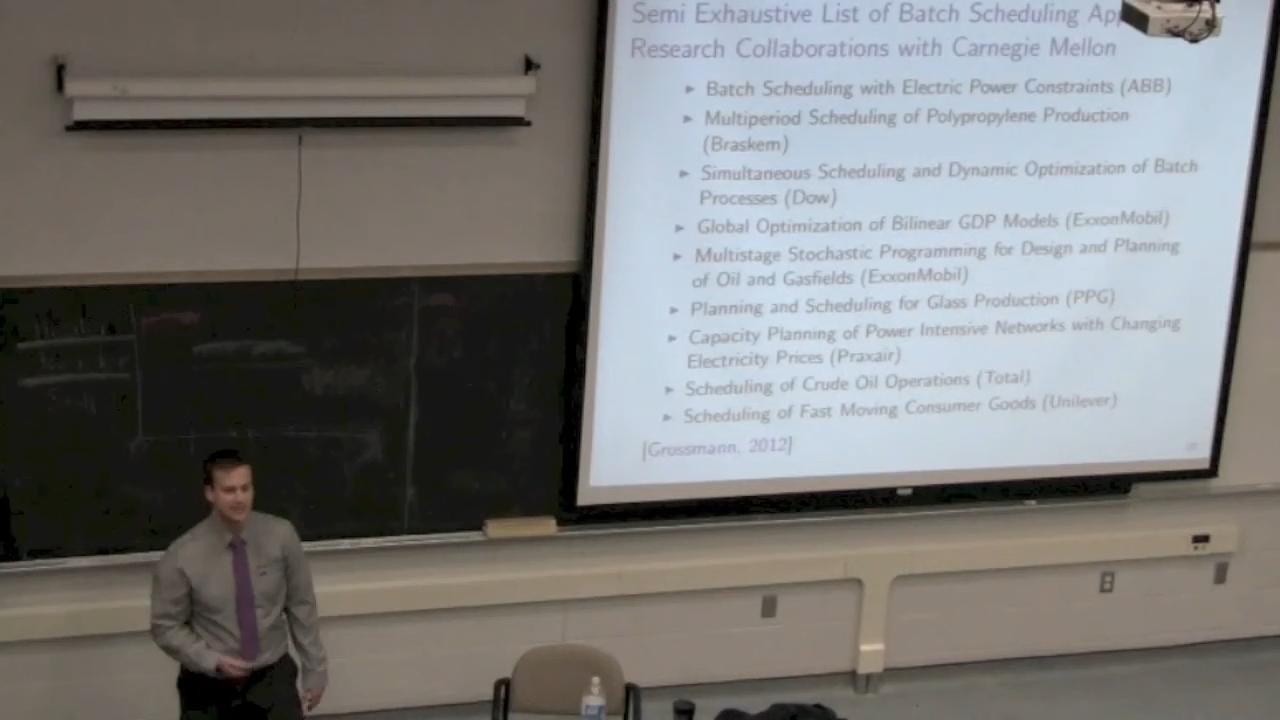 Semi Exhaustive List of Batch Scheduling
Research Collaborations with Carnegie Mellon
▸ Batch Scheduling with Electric Power Constraints (ABB)
▸ Multiperiod Scheduling of Polypropylene Production
(Braskem)
▸ Simultaneous Scheduling and Dynamic Optimization of Batch
Processes (Dow)
▸ Global Optimization of Bilinear GDP Models (ExxonMobil)
▸ Multistage Stochastic Programming for Design and Planning
of Oil and Gasfields (ExxonMobil)
▸ Planning and Scheduling for Glass Production (PPG)
▸ Capacity Planning of Power Intensive Networks with Changing
Electricity Prices (Praxair)
▸ Scheduling of Crude Oil Operations (Total)
▸ Scheduling of Fast Moving Consumer Goods (Unilever)
[Grossmann, 2012]